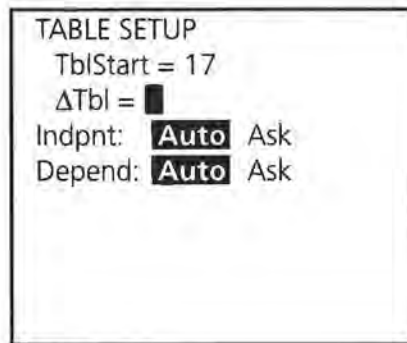 TABLE SETUP
TblStart = 17
ΔTbl =
Indpnt: Auto Ask
Depend: Auto Ask